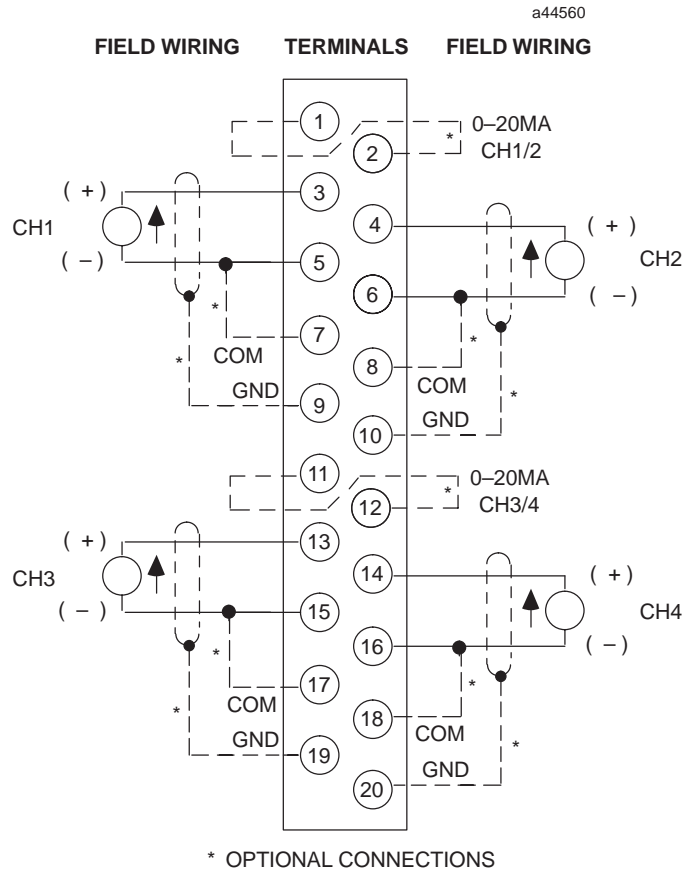 a44560
FIELD WIRING TERMINALS FIELD WIRING
1
* 0–20MA
2 CH1/2
(+) 3
CH1 4 (+)
(–) 5 CH2
6 (–)
* 7 *
COM 8
* GND 9 COM *
10 GND
11
* 0–20MA
12 CH3/4
(+) 13
CH3 14 (+)
(–) 15 CH4
16 (–)
* 17 *
COM 18
* GND 19 COM *
20 GND
* OPTIONAL CONNECTIONS